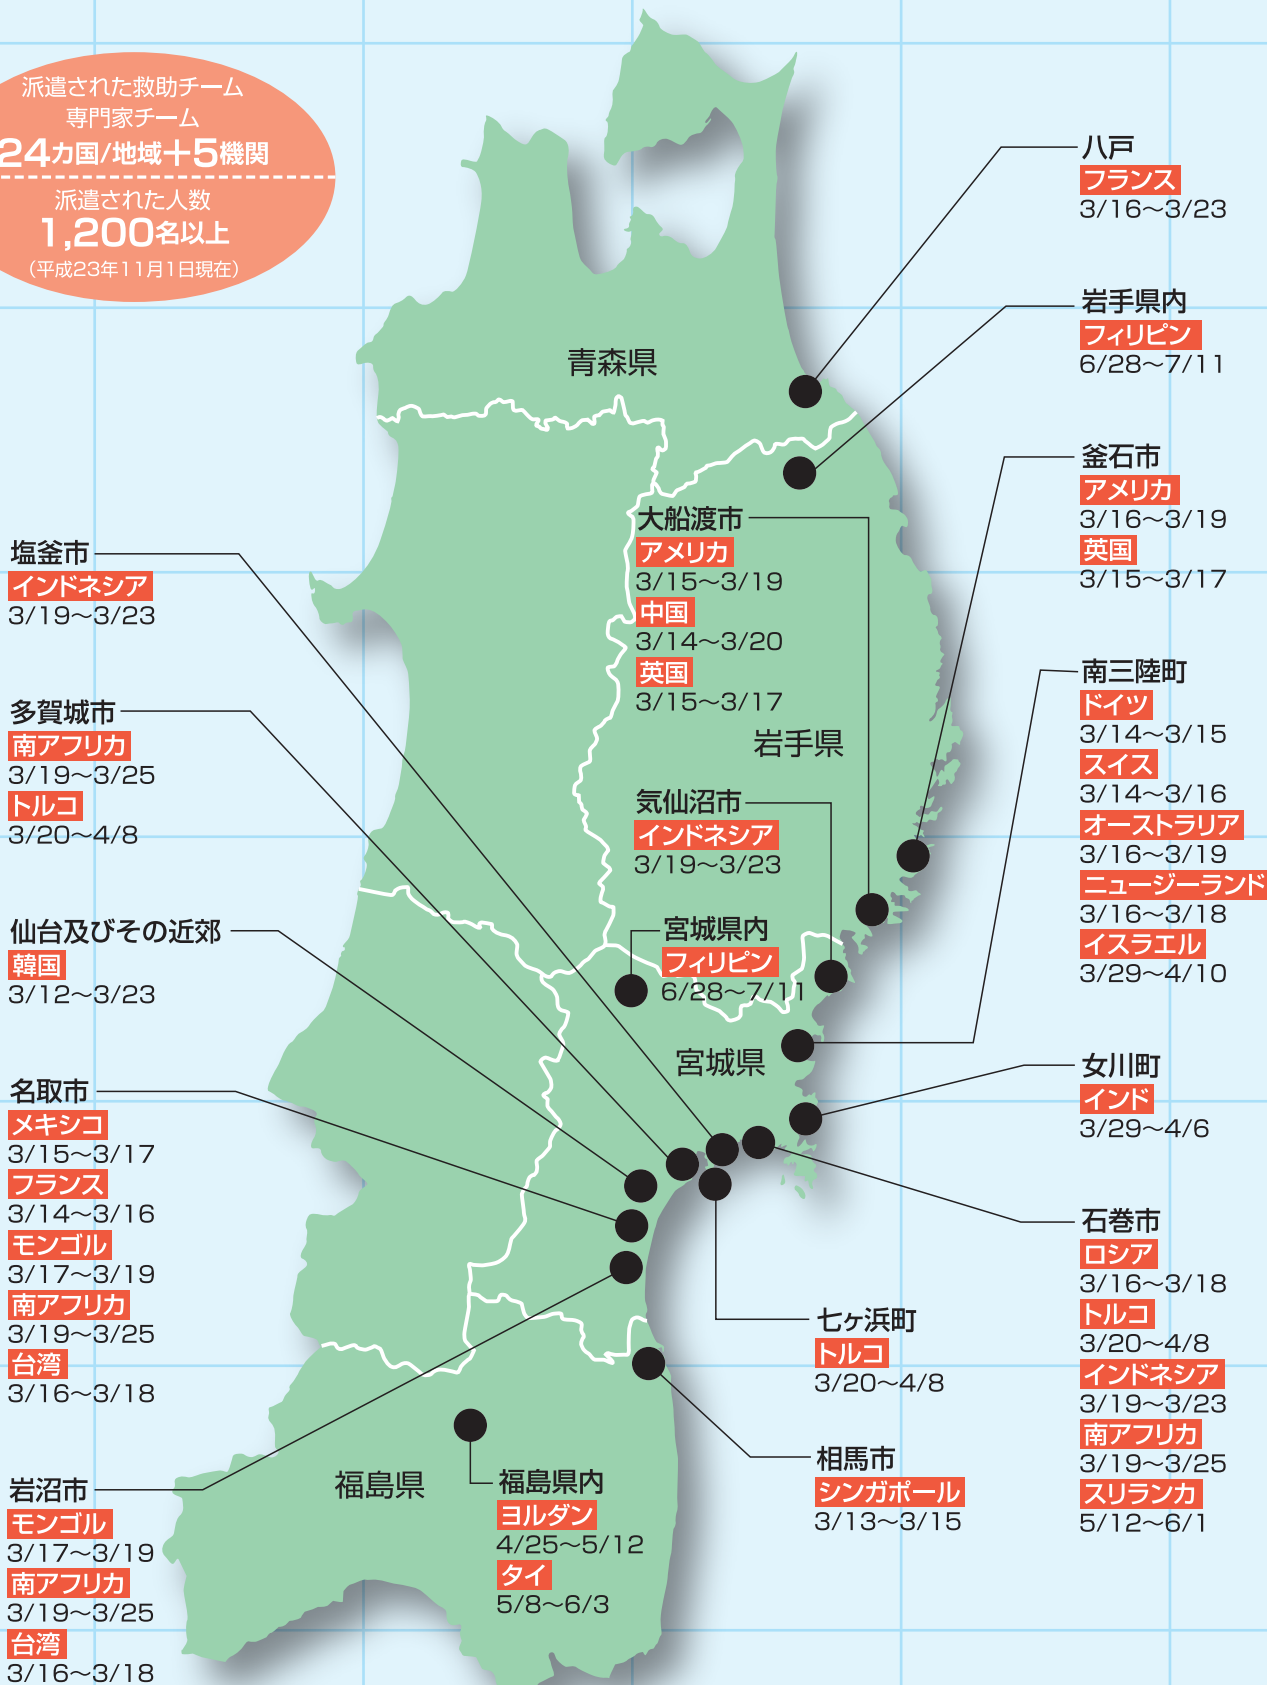 派遣された救助チーム
専門家チーム
24カ国/地域＋5機関
派遣された人数
1,200名以上
（平成23年11月1日現在）
八戸
フランス
3/16～3/23
岩手県内
フィリピン
6/28～7/11
釜石市
アメリカ
3/16～3/19
英国
3/15～3/17
南三陸町
ドイツ
3/14～3/15
スイス
3/14～3/16
オーストラリア
3/16～3/19
ニュージーランド
3/16～3/18
イスラエル
3/29～4/10
女川町
インド
3/29～4/6
石巻市
ロシア
3/16～3/18
トルコ
3/20～4/8
インドネシア
3/19～3/23
南アフリカ
3/19～3/25
スリランカ
5/12～6/1
青森県
大船渡市
アメリカ
3/15～3/19
中国
3/14～3/20
英国
3/15～3/17
岩手県
気仙沼市
インドネシア
3/19～3/23
宮城県内
フィリピン
6/28～7/11
宮城県
七ヶ浜町
トルコ
3/20～4/8
相馬市
シンガポール
3/13～3/15
福島県
福島県内
ヨルダン
4/25～5/12
タイ
5/8～6/3
塩釜市
インドネシア
3/19～3/23
多賀城市
南アフリカ
3/19～3/25
トルコ
3/20～4/8
仙台及びその近郊
韓国
3/12～3/23
名取市
メキシコ
3/15～3/17
フランス
3/14～3/16
モンゴル
3/17～3/19
南アフリカ
3/19～3/25
台湾
3/16～3/18
岩沼市
モンゴル
3/17～3/19
南アフリカ
3/19～3/25
台湾
3/16～3/18